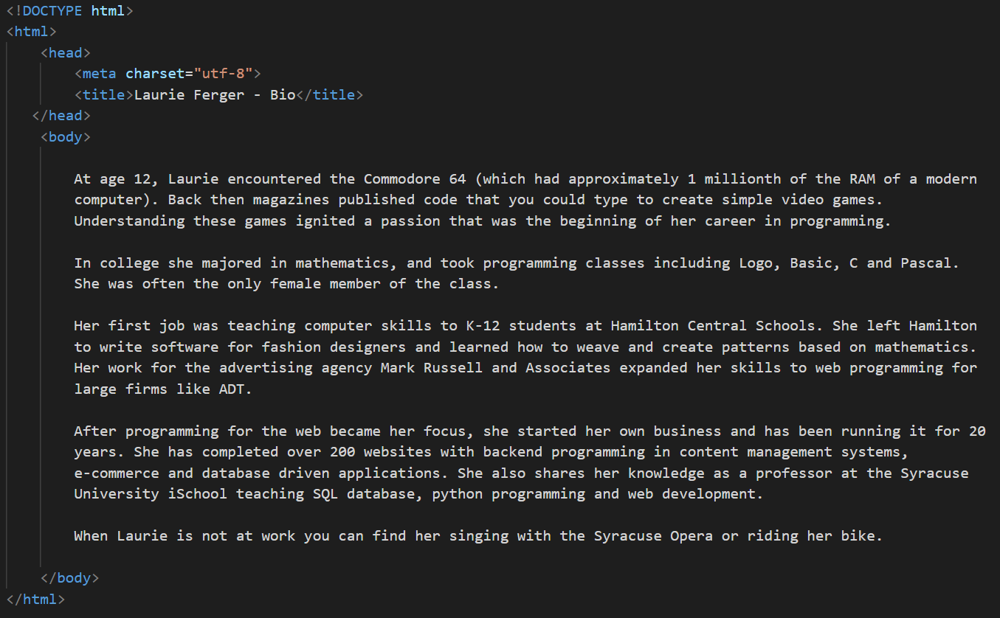 <!DOCTYPE html>
<html>
<head>
<meta charset="utf-8">
<title>Laurie Ferger - Bio</title>
</head>
<body>
At age 12, Laurie encountered the Commodore 64 (which had approximately 1 millionth of the RAM of a modern
computer). Back then magazines published code that you could type to create simple video games.
Understanding these games ignited a passion that was the beginning of her career in programming.
In college she majored in mathematics, and took programming classes including Logo, Basic, C and Pascal.
She was often the only female member of the class.
Her first job was teaching computer skills to K-12 students at Hamilton Central Schools. She left Hamilton
to write software for fashion designers and learned how to weave and create patterns based on mathematics.
Her work for the advertising agency Mark Russell and Associates expanded her skills to web programming for
large firms like ADT.
After programming for the web became her focus, she started her own business and has been running it for 20
years. She has completed over 200 websites with backend programming in content management systems,
e-commerce and database driven applications. She also shares her knowledge as a professor at the Syracuse
University iSchool teaching SQL database, python programming and web development.
When Laurie is not at work you can find her singing with the Syracuse Opera or riding her bike.
</body>
</html>